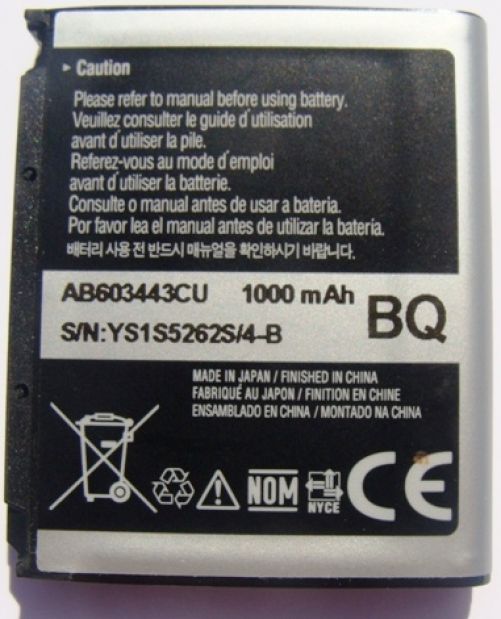 ▸ Caution
Please refer to manual before using battery.
Veuillez consulter le guide d'utilisation
avant d'utiliser la pile.
Referez-vous au mode d'emploi
avant d'utiliser la batterie.
Consulte o manual antes de usar a bateria.
Por favor lea el manual antes de utilizar la batería.
배터리 사용 전 반드시 매뉴얼을 확인하시기 바랍니다.
AB603443CU 1000 mAh
S/N:YS1S5262S/4-B
BQ
MADE IN JAPAN / FINISHED IN CHINA
FABRIQUÉ AU JAPON / FINITION EN CHINE
ENSAMBLADO EN CHINA / MONTADO NA CHINA
NOM
NYCE
CE